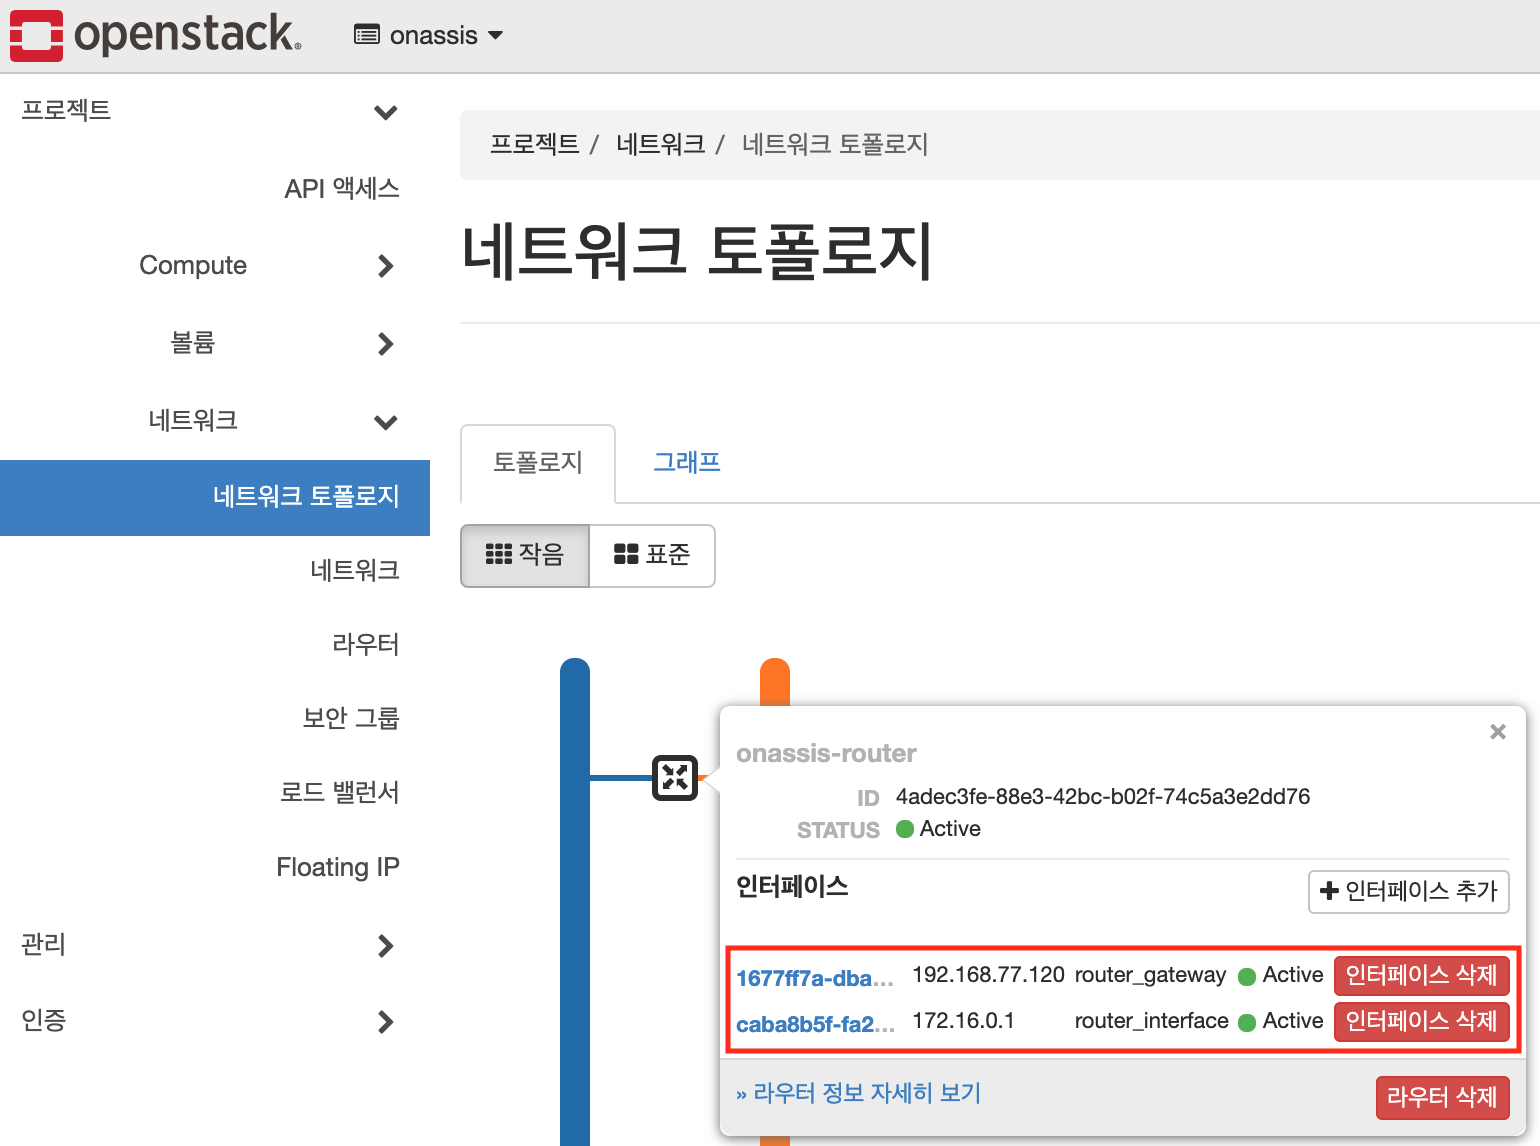 openstack.
onassis
프로젝트
API 액세스
Compute
볼륨
네트워크
네트워크 토폴로지
네트워크
라우터
보안 그룹
로드 밸런서
Floating IP
관리
인증
프로젝트 / 네트워크 / 네트워크 토폴로지
네트워크 토폴로지
토폴로지 그래프
작음 표준
onassis-router
ID 4adec3fe-88e3-42bc-b02f-74c5a3e2dd76
STATUS Active
인터페이스 인터페이스 추가
1677ff7a-dba... 192.168.77.120 router_gateway Active 인터페이스 삭제
caba8b5f-fa2... 172.16.0.1 router_interface Active 인터페이스 삭제
» 라우터 정보 자세히 보기 라우터 삭제